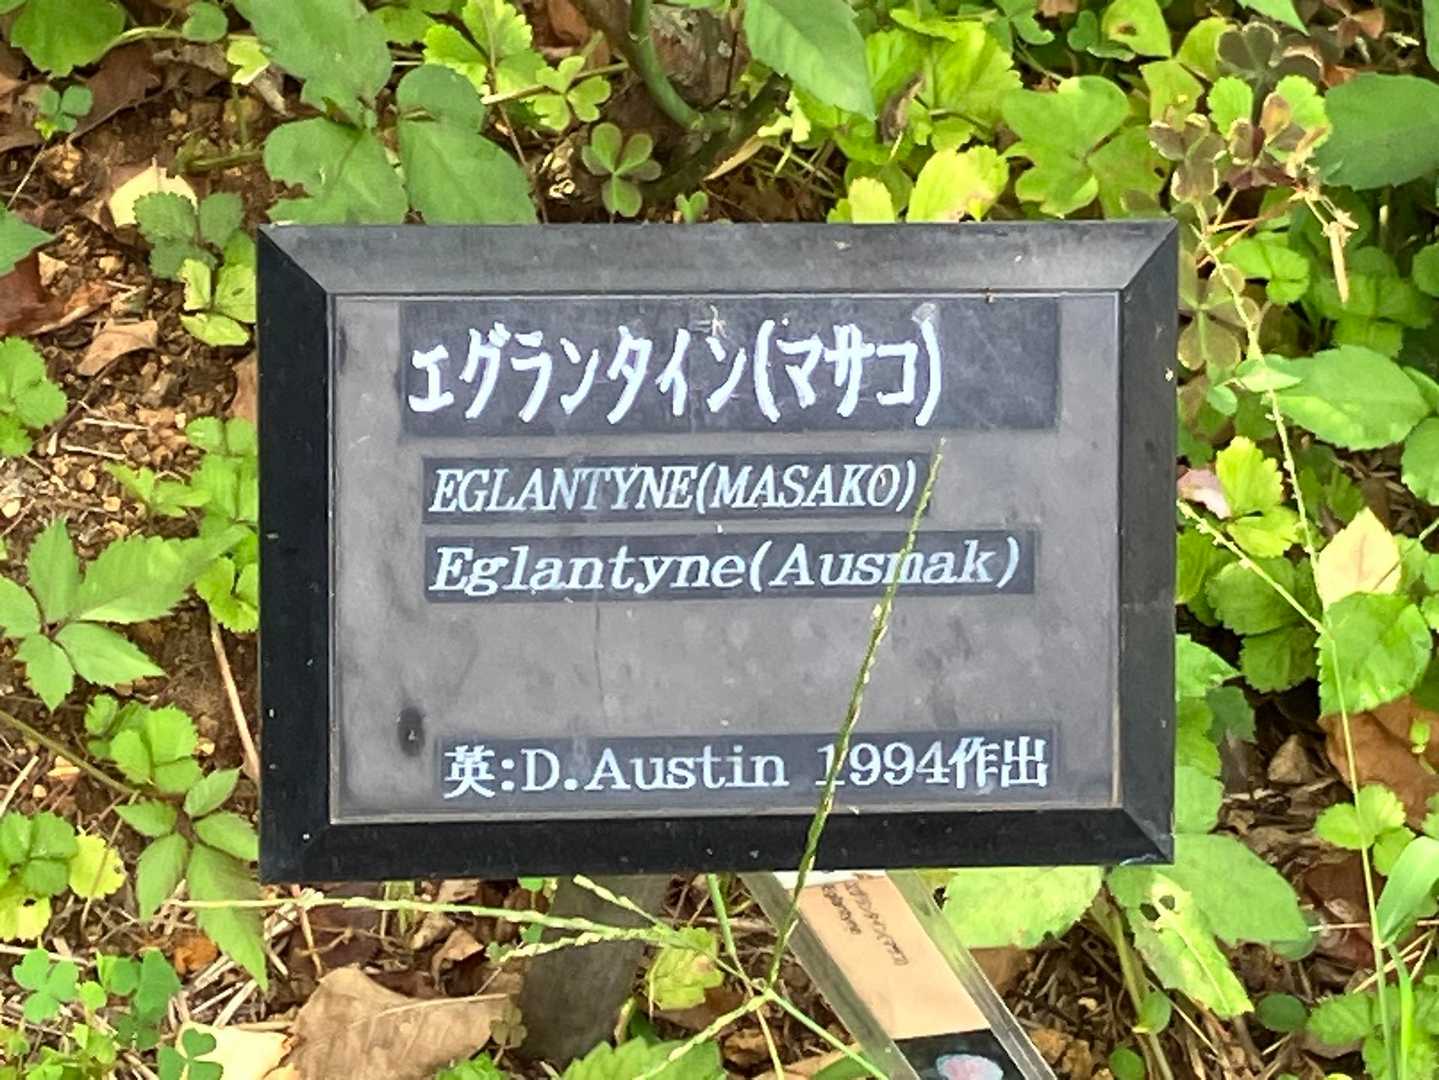 エグランタイン(マサコ)
EGLANTYNE(MASAKO)
Eglantyne(Ausmak)
英:D.Austin 1994作出